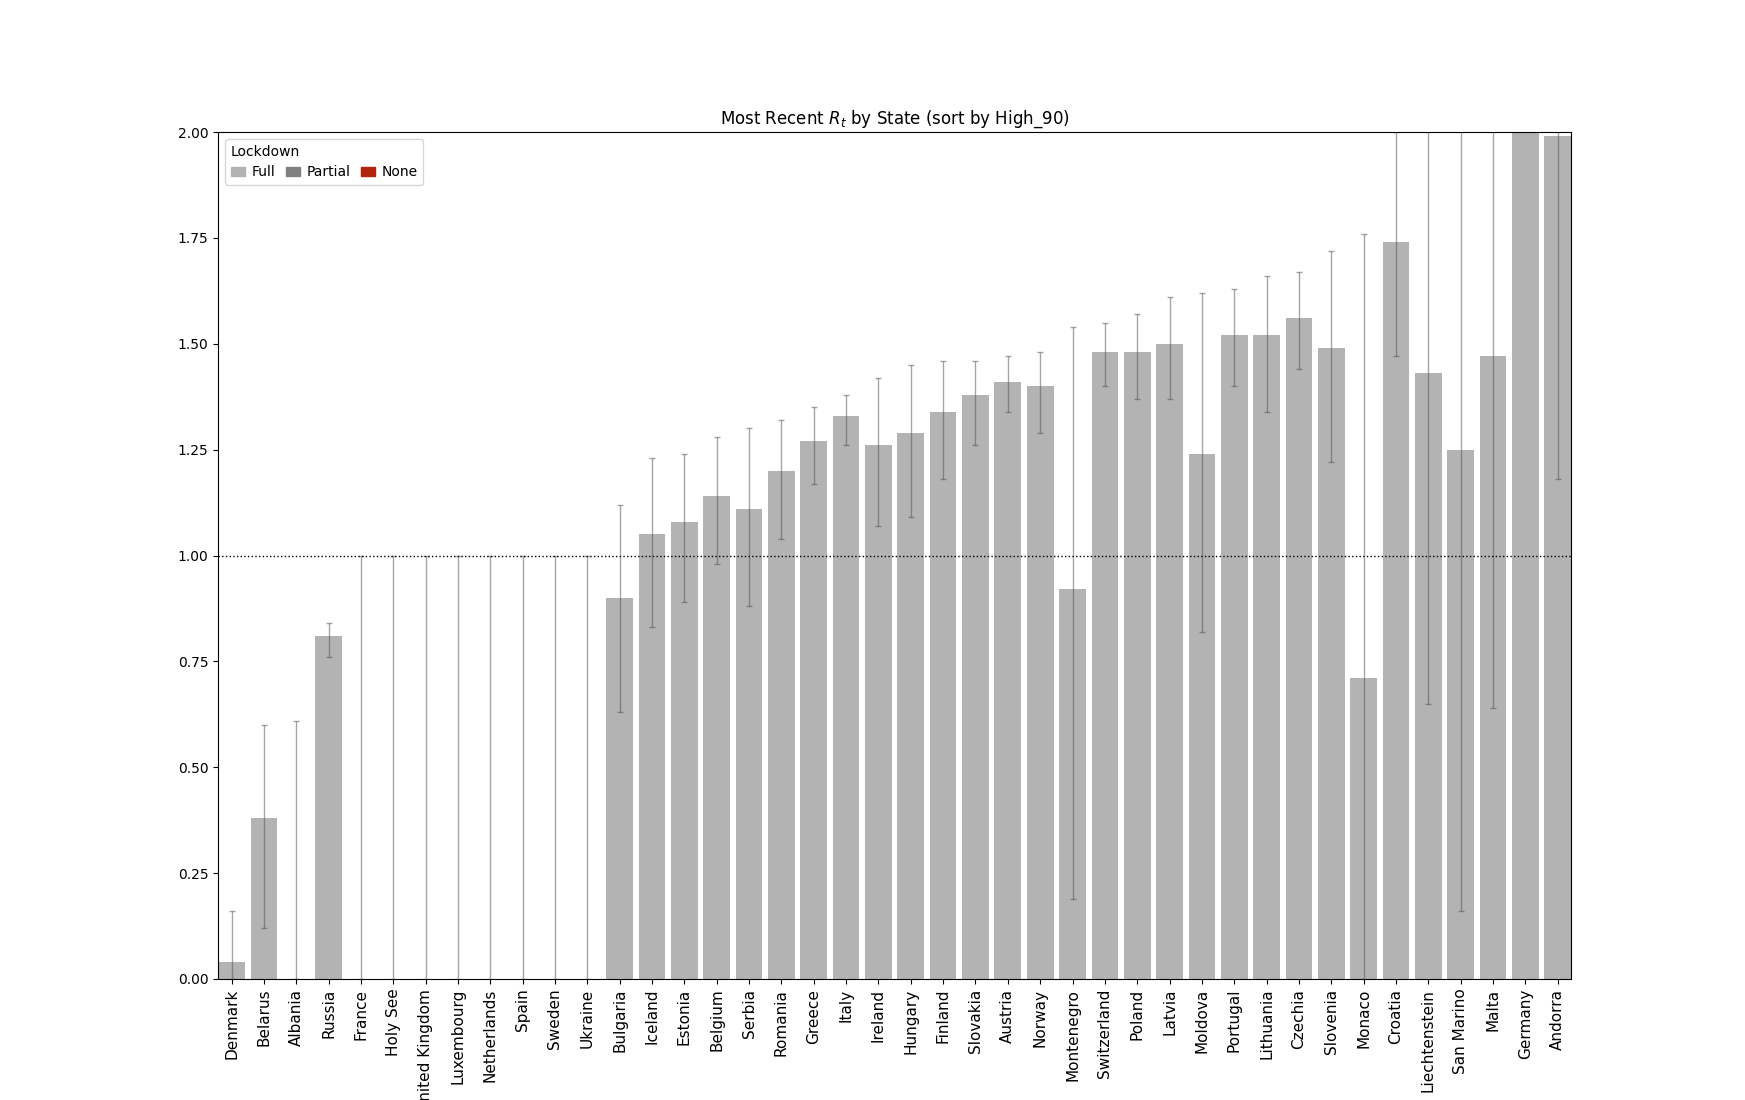 Most Recent R_t by State (sort by High_90)
Lockdown
Full Partial None
2.00
1.75
1.50
1.25
1.00
0.75
0.50
0.25
0.00
Denmark
Belarus
Albania
Russia
France
Holy See
nited Kingdom
Luxembourg
Netherlands
Spain
Sweden
Ukraine
Bulgaria
Iceland
Estonia
Belgium
Serbia
Romania
Greece
Italy
Ireland
Hungary
Finland
Slovakia
Austria
Norway
Montenegro
Switzerland
Poland
Latvia
Moldova
Portugal
Lithuania
Czechia
Slovenia
Monaco
Croatia
Liechtenstein
San Marino
Malta
Germany
Andorra